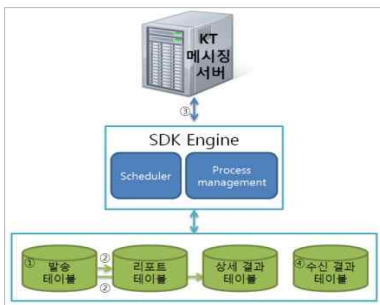 KT
메시징
서버
③
SDK Engine
Scheduler
Process
management
① 발송
테이블
②
②
리포트
테이블
상세 결과
테이블
④ 수신 결과
테이블